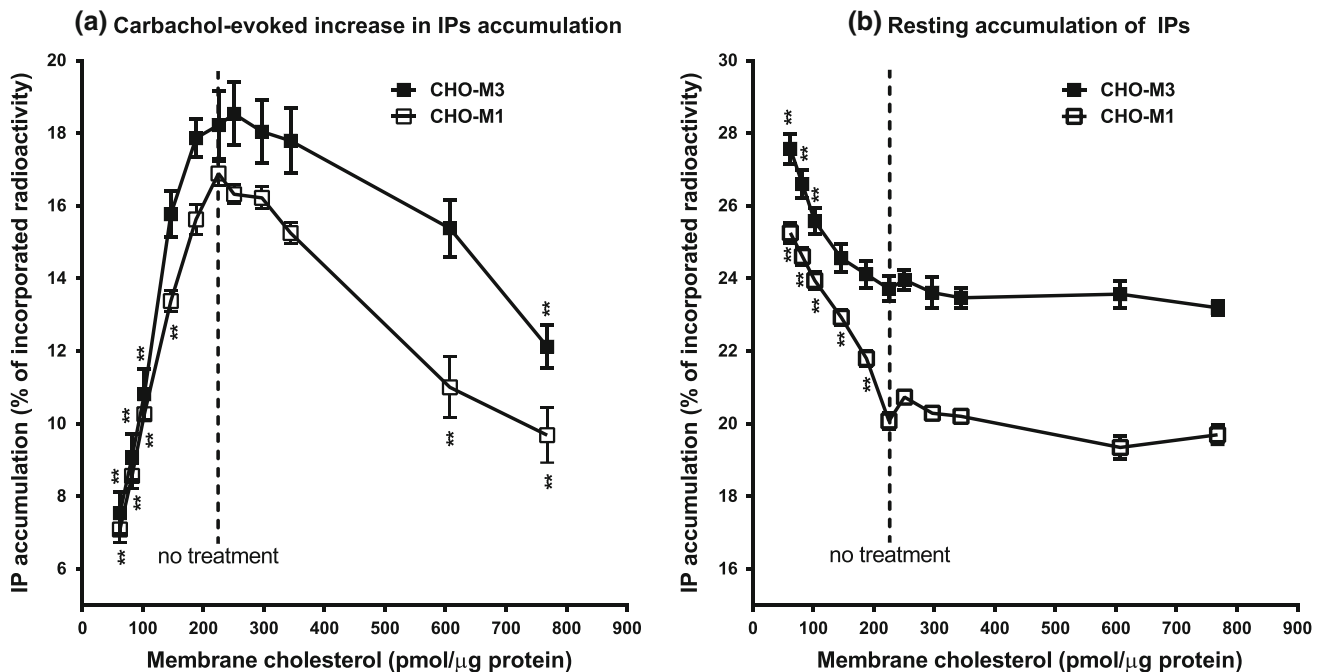 (a) Carbachol-evoked increase in IPs accumulation
IP accumulation (% of incorporated radioactivity)
20
18
16
14
12
10
8
6
CHO-M3
CHO-M1
**
**
**
**
**
**
**
**
**
**
no treatment
0 100 200 300 400 500 600 700 800 900
Membrane cholesterol (pmol/μg protein)
(b) Resting accumulation of IPs
IP accumulation (% of incorporated radioactivity)
30
28
26
24
22
20
18
16
CHO-M3
CHO-M1
**
**
**
**
**
**
**
**
no treatment
0 100 200 300 400 500 600 700 800 900
Membrane cholesterol (pmol/μg protein)